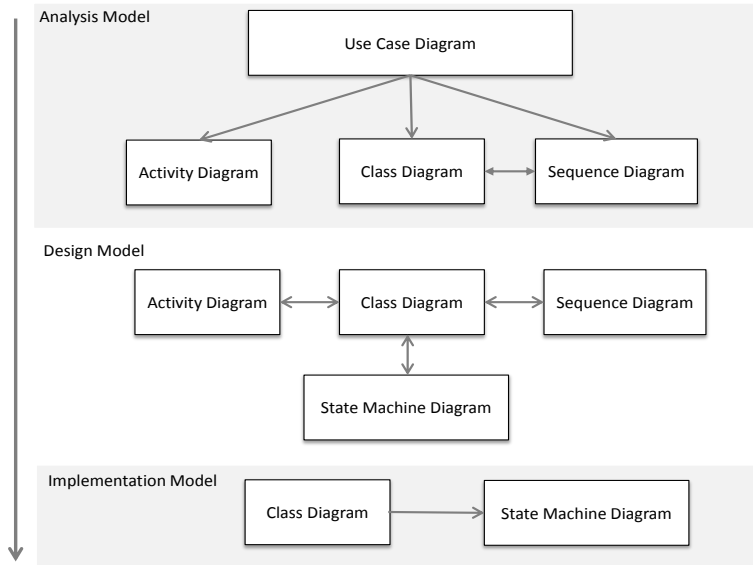 Analysis Model
Use Case Diagram
Activity Diagram
Class Diagram
Sequence Diagram
Design Model
Activity Diagram
Class Diagram
Sequence Diagram
State Machine Diagram
Implementation Model
Class Diagram
State Machine Diagram